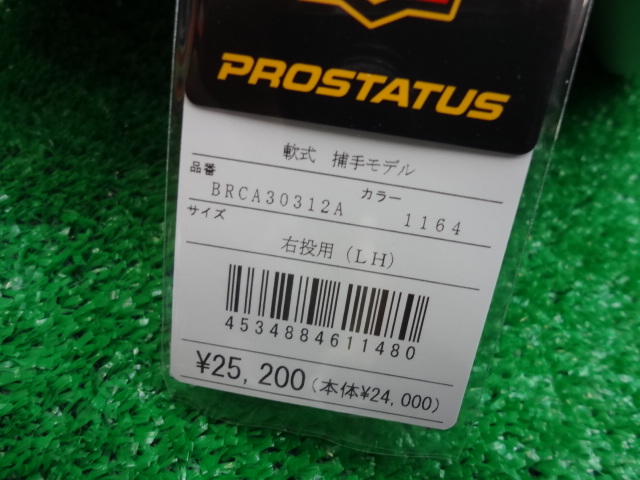 PROSTATUS
軟式 捕手モデル
品番 BRCA30312A カラー 1164
サイズ
右投用(LH)
4534884611480
¥25,200(本体¥24,000)